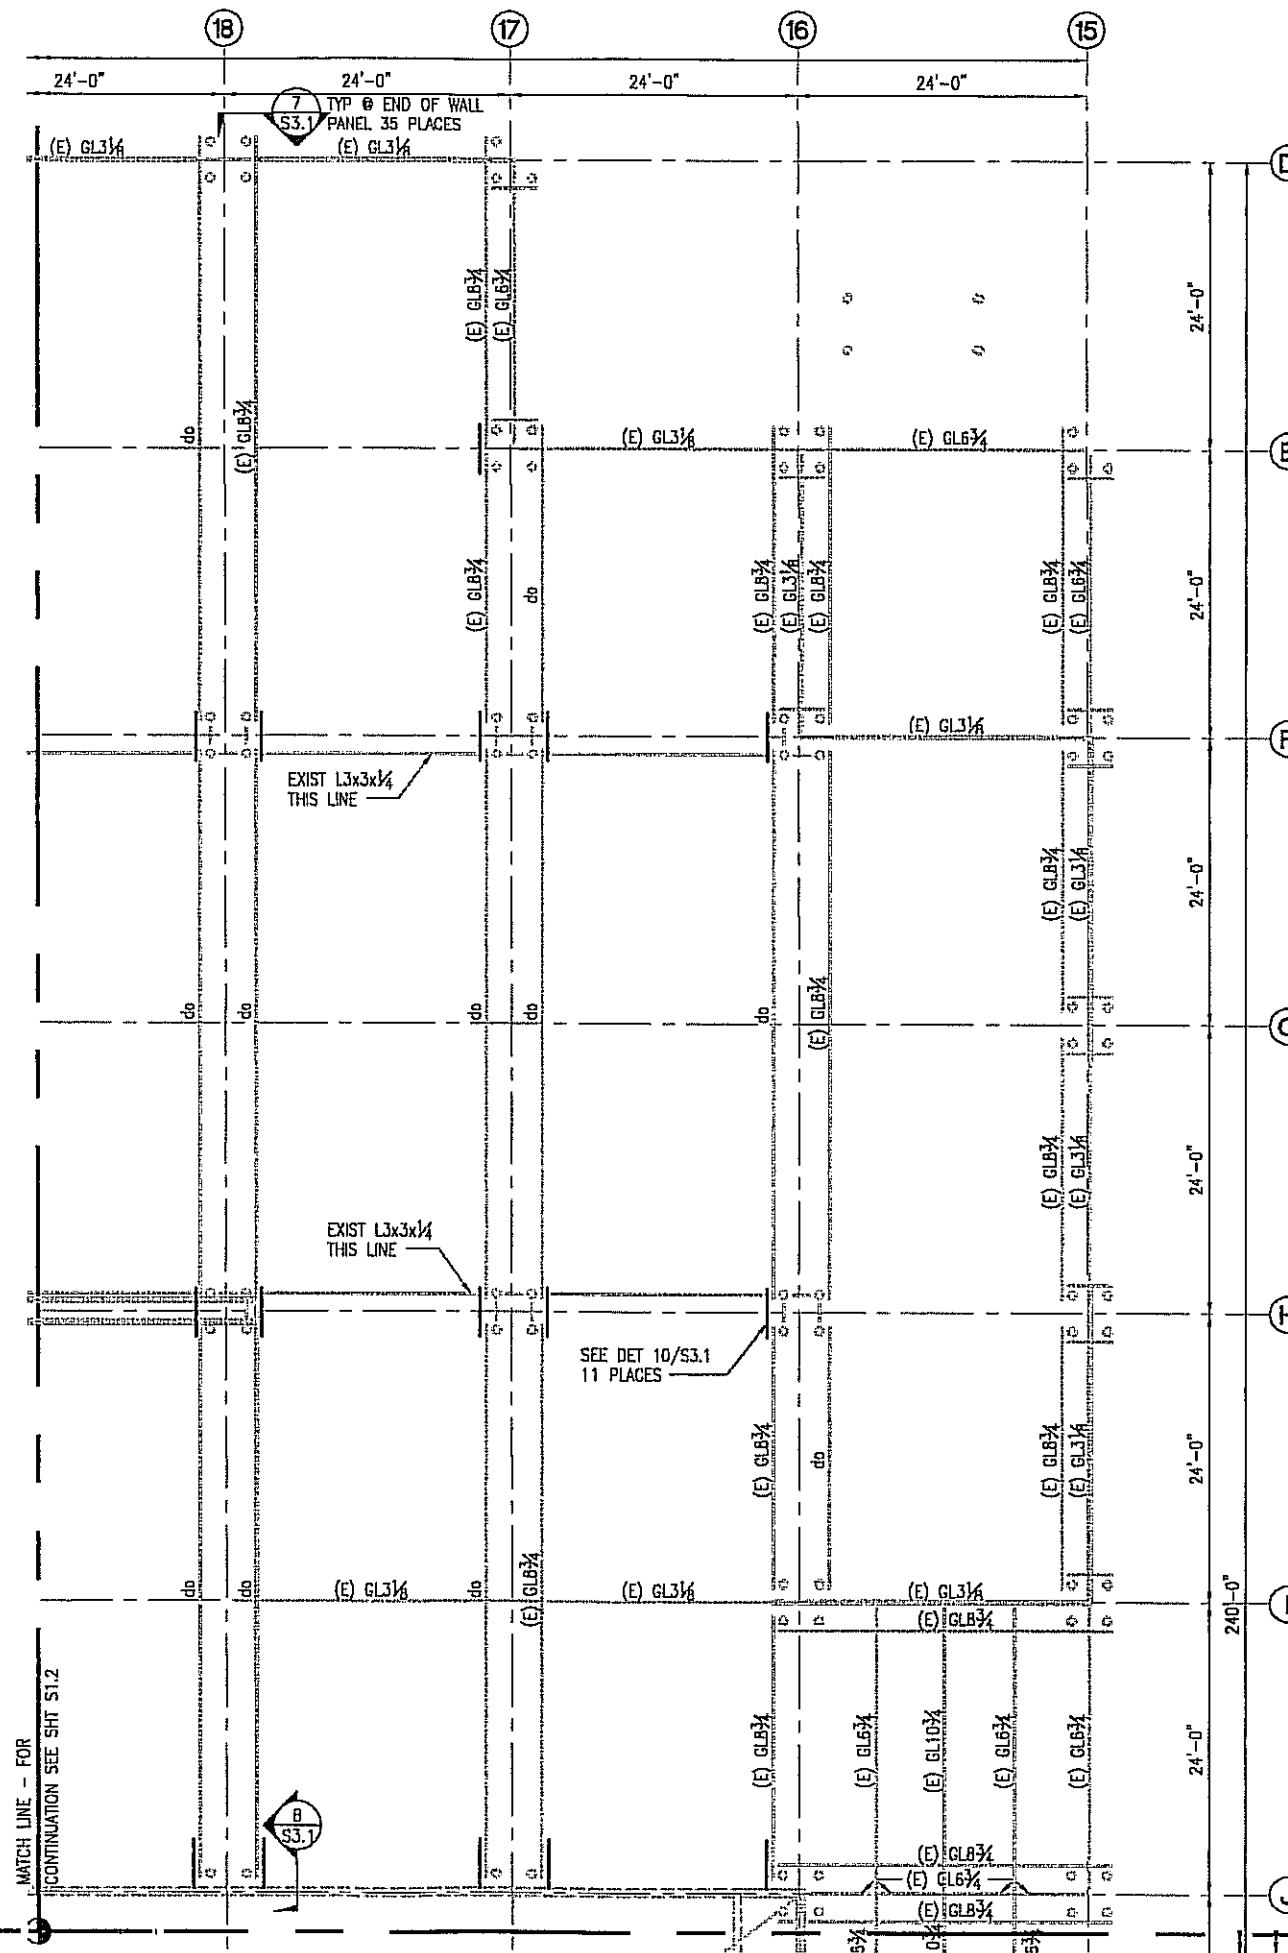 18
17
16
15
24'-0"
24'-0"
24'-0"
24'-0"
7
S3.1
TYP @ END OF WALL
PANEL 35 PLACES
(E) GL3⅛
(E) GL3⅛
D
(E) GL8¾
(E) GL6¾
24'-0"
do
(E) GL8¾
(E) GL3⅛
(E) GL6¾
E
(E) GL8¾
do
(E) GL8¾
(E) GL3⅛
(E) GL8¾
(E) GL8¾
(E) GL6¾
24'-0"
(E) GL3⅛
F
EXIST L3x3x¼
THIS LINE
(E) GL8¾
(E) GL3⅛
24'-0"
do
do
do
do
do
(E) GL8¾
G
(E) GL8¾
(E) GL3⅛
24'-0"
EXIST L3x3x¼
THIS LINE
H
SEE DET 10/S3.1
11 PLACES
(E) GL8¾
do
(E) GL8¾
(E) GL3⅛
24'-0"
do
do
(E) GL3⅛
do
(E) GL8¾
(E) GL3⅛
(E) GL3⅛
(E) GL8¾
240'-0"
I
MATCH LINE - FOR
CONTINUATION SEE SHT S1.2
(E) GL8¾
(E) GL6¾
(E) GL10¾
(E) GL6¾
(E) GL6¾
24'-0"
8
S3.1
(E) GL8¾
(E) GL6¾
(E) GL8¾
J